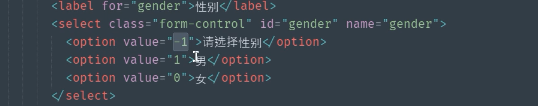 <label for="gender">性别</label>
<select class="form-control" id="gender" name="gender">
<option value="-1">请选择性别</option>
<option value="1">男</option>
<option value="0">女</option>
</select>